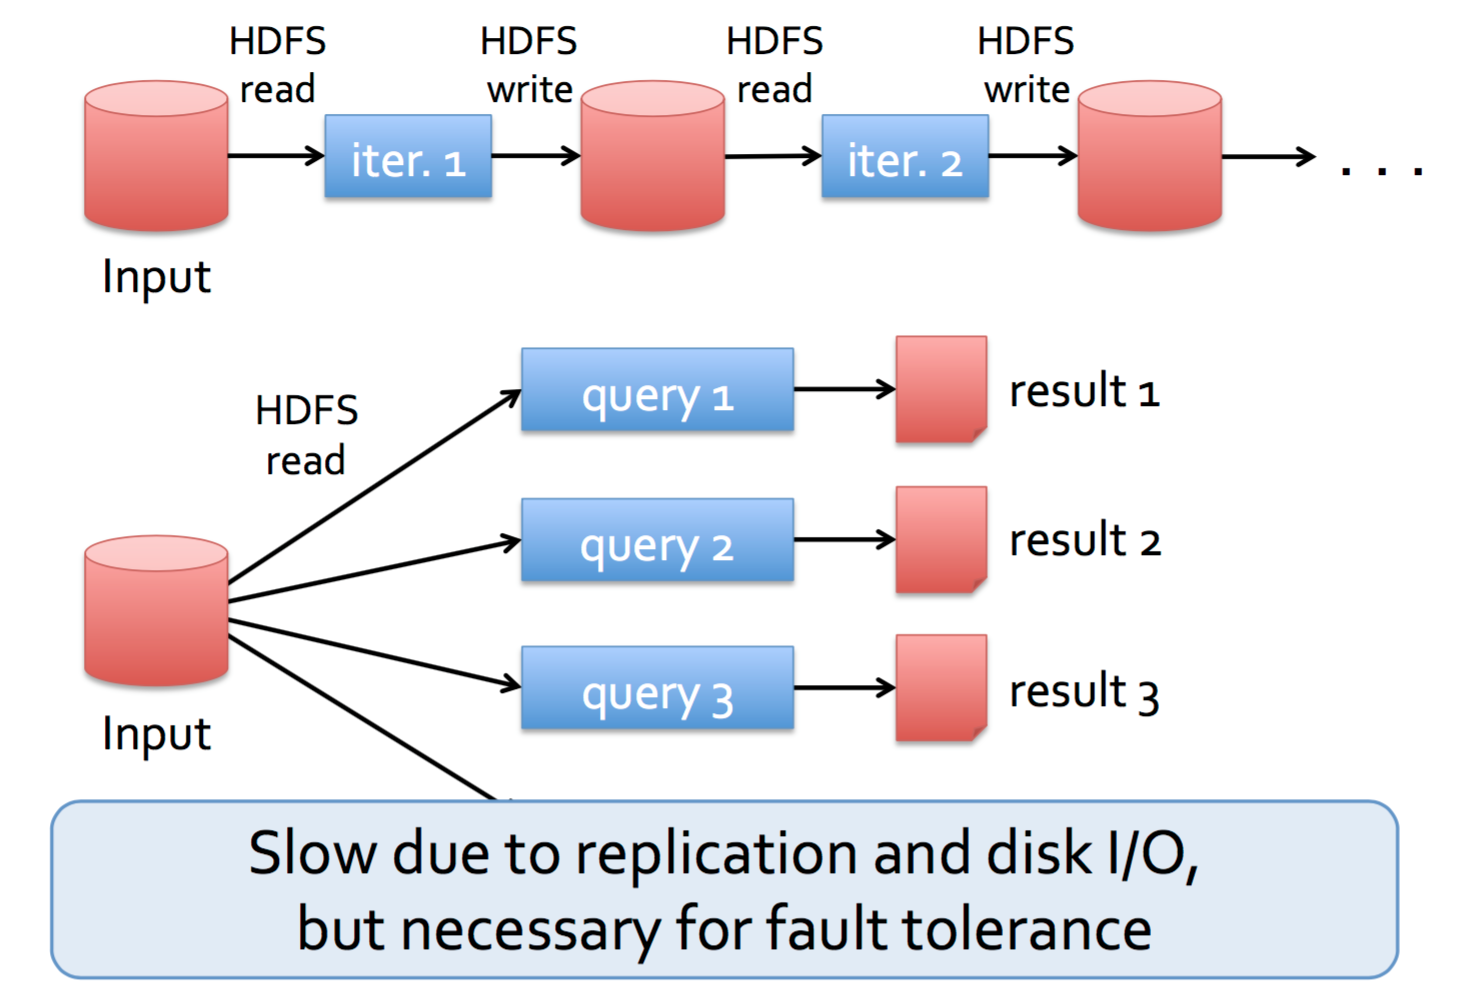 HDFS
read
HDFS
write
HDFS
read
HDFS
write
iter. 1
iter. 2
. . .
Input
HDFS
read
query 1
result 1
query 2
result 2
query 3
result 3
Input
Slow due to replication and disk I/O,
but necessary for fault tolerance